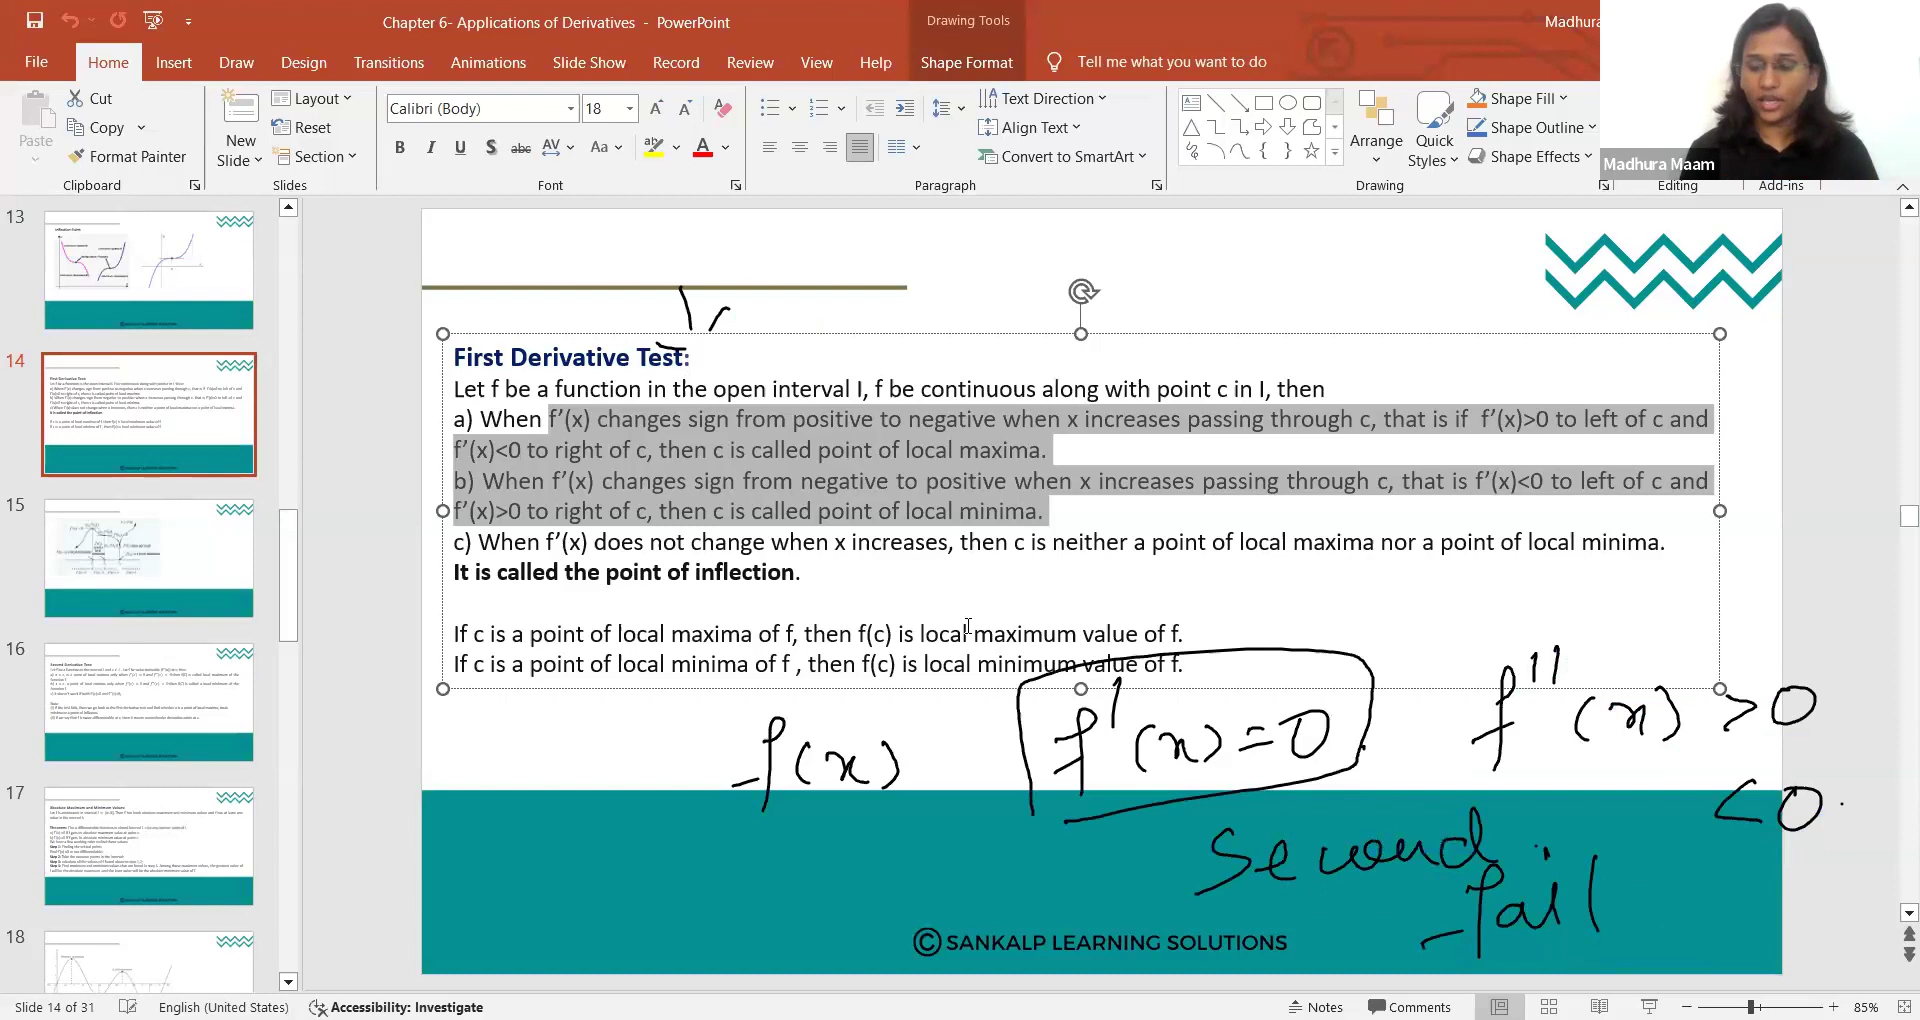 Chapter 6- Applications of Derivatives - PowerPoint
Drawing Tools
Madhura
File Home Insert Draw Design Transitions Animations Slide Show Record Review View Help Shape Format Tell me what you want to do
Paste
Cut
Copy
Format Painter
Clipboard
New
Slide
Layout
Reset
Section
Slides
Calibri (Body) 18
B I U S abc AV Aa A
Font
Text Direction
Align Text
Convert to SmartArt
Paragraph
Arrange
Quick
Styles
Shape Fill
Shape Outline
Shape Effects
Drawing
Madhura Maam
Editing
Add-ins
13
14
15
16
17
18
First Derivative Test:
Let f be a function in the open interval I, f be continuous along with point c in I, then
a) When f’(x) changes sign from positive to negative when x increases passing through c, that is if f’(x)>0 to left of c and
f’(x)<0 to right of c, then c is called point of local maxima.
b) When f’(x) changes sign from negative to positive when x increases passing through c, that is f’(x)<0 to left of c and
f’(x)>0 to right of c, then c is called point of local minima.
c) When f’(x) does not change when x increases, then c is neither a point of local maxima nor a point of local minima.
It is called the point of inflection.
If c is a point of local maxima of f, then f(c) is local maximum value of f.
If c is a point of local minima of f , then f(c) is local minimum value of f.
f(x) f'(x)=0 f''(x) >0
<0
Second
fail
© SANKALP LEARNING SOLUTIONS
Slide 14 of 31 English (United States) Accessibility: Investigate Notes Comments 85%